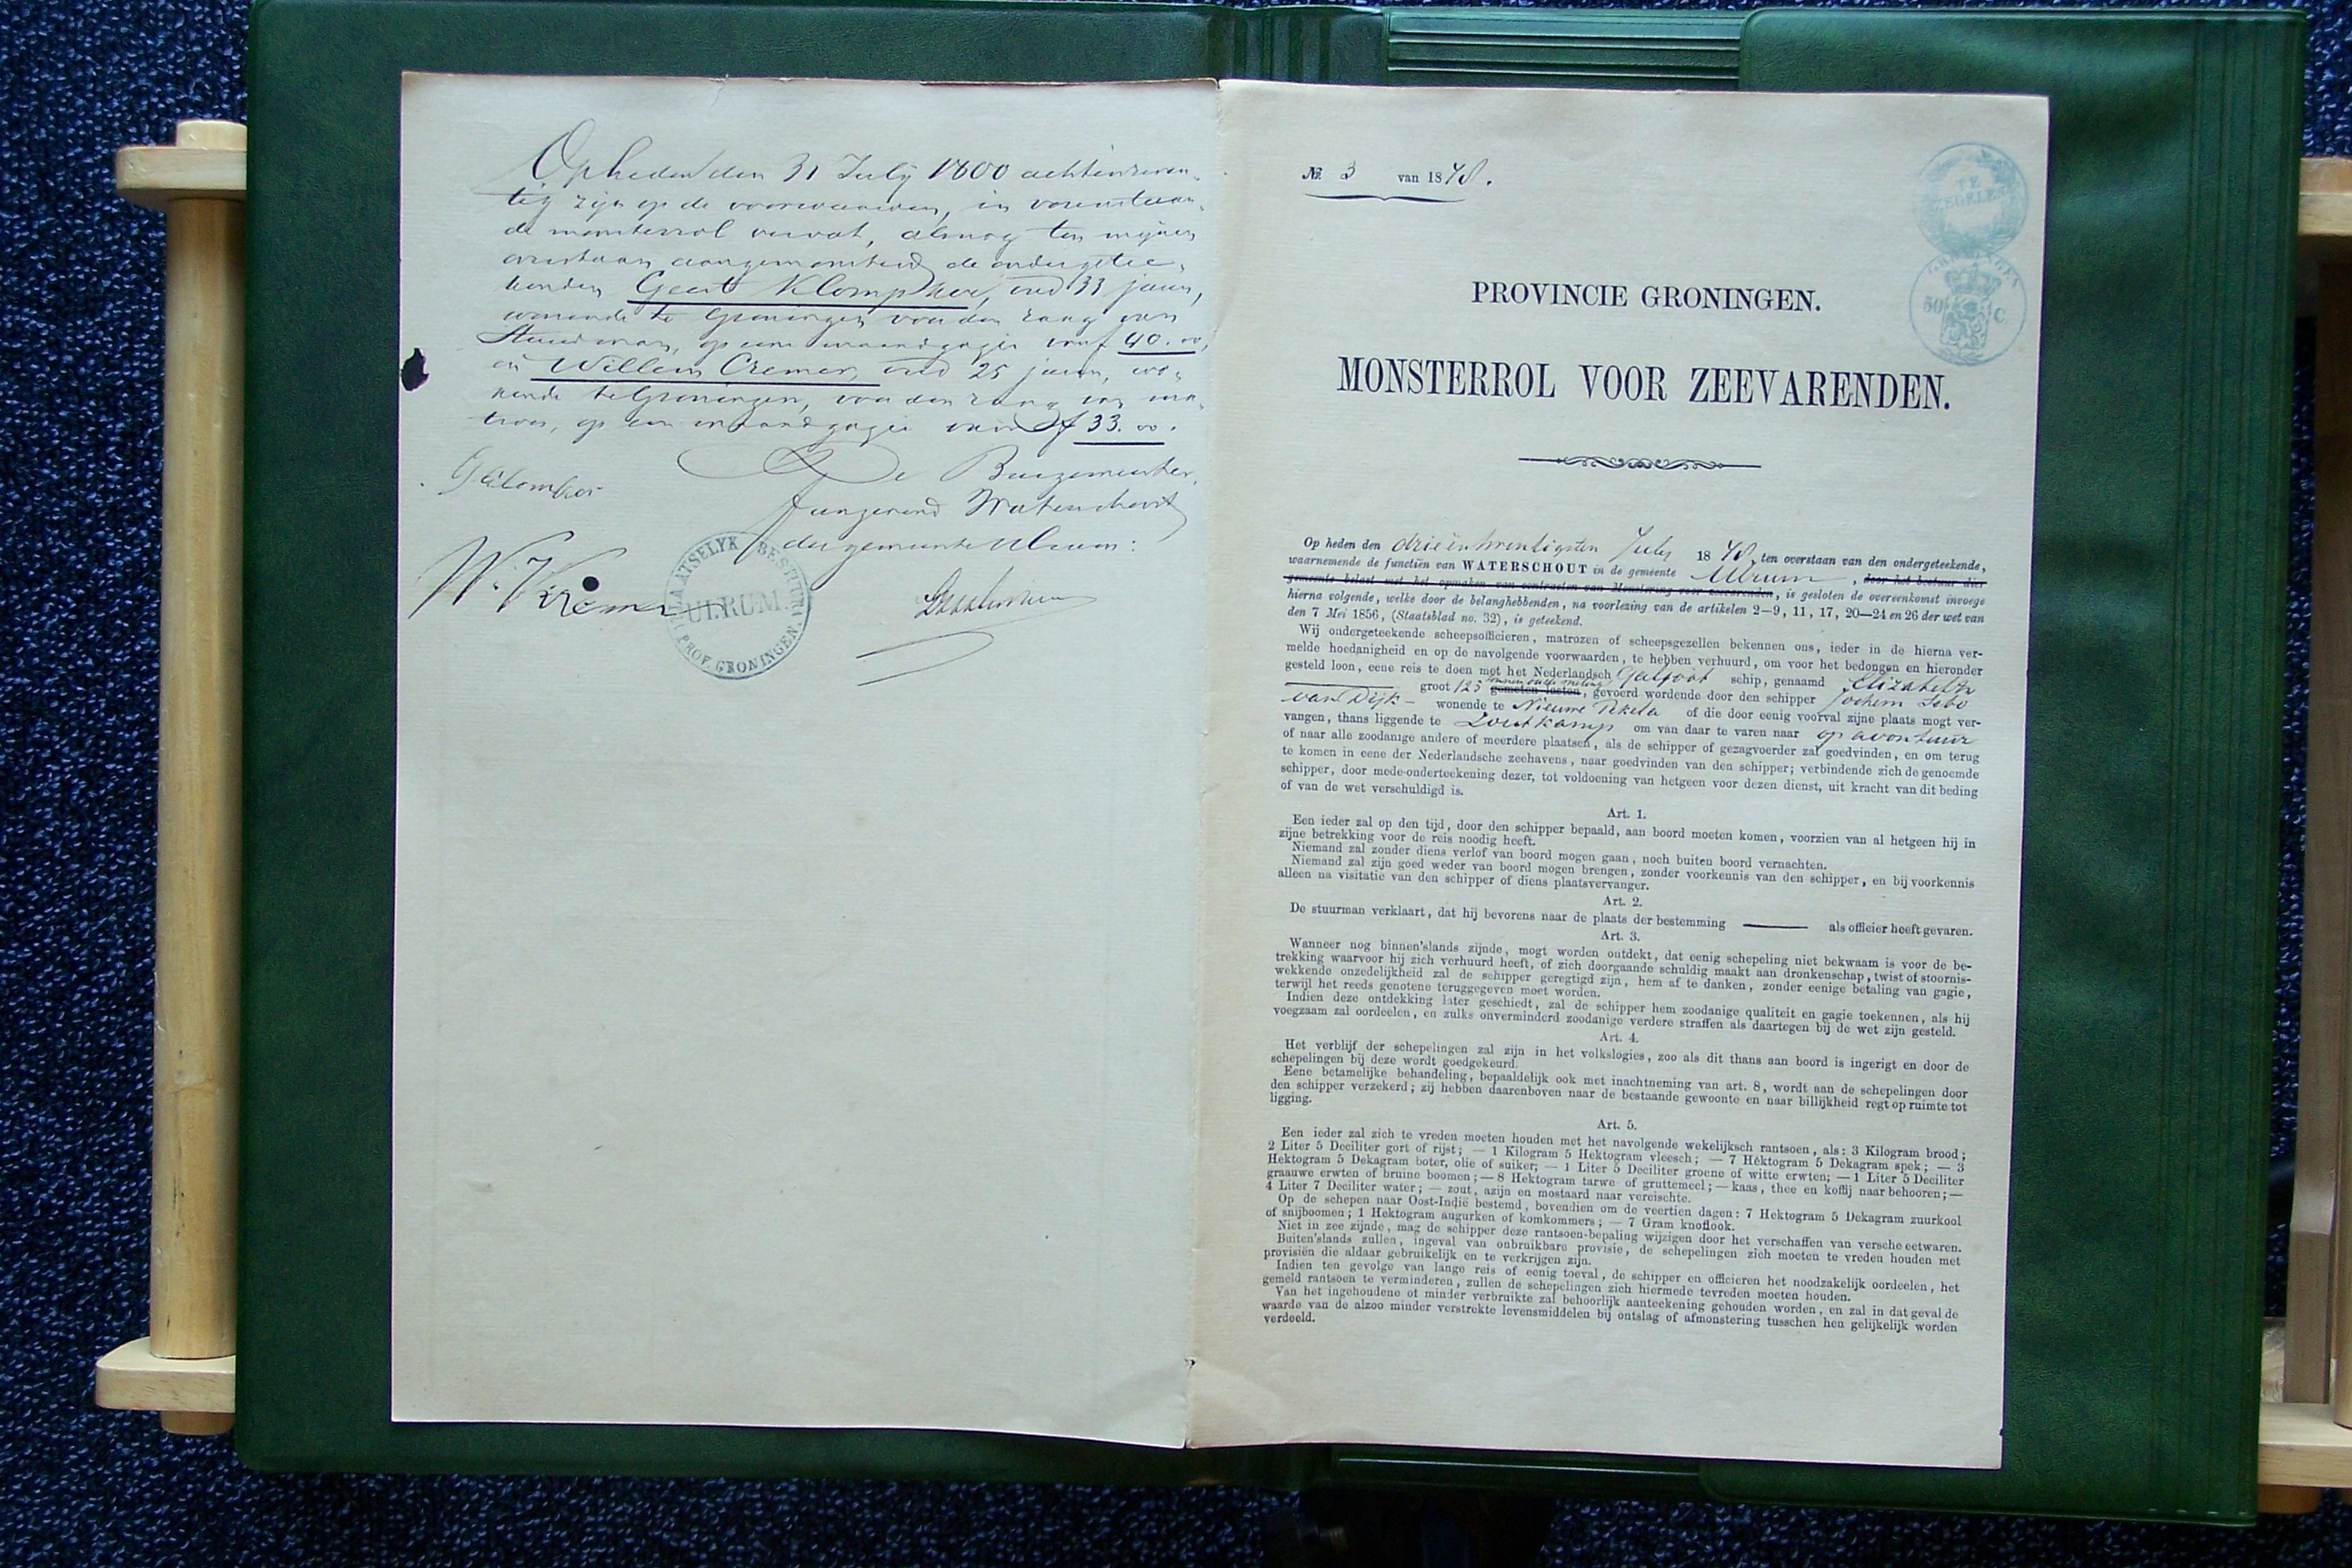 Op heden den 31 July 1800 achtenzeven-
tig zijn op de voorwaarden, in vorenstaan-
de monsterrol vervat, alsnog ten mijnen
overstaan aangemonsterd de ondergetee-
kenden Geert Klompker, oud 33 jaren,
wonende te Groningen voor den rang van
Stuurman, op eene maandgagie van f 40.00,
en Willem Cremer, oud 25 jaren, wo-
nende te Groningen, voor den rang van ma-
troos, op een maandgagie van f 33.00.
De Burgemeester,
fungerend Waterschout
der gemeente Ulrum:
GKlompker
W. Kremer
PLAATSELYK BESTUUR
ULRUM.
PROV. GRONINGEN.
No. 3 van 1878.
TE
ZEGELEN
GRONINGEN
50 C.
PROVINCIE GRONINGEN.
MONSTERROL VOOR ZEEVARENDEN.
Op heden den drieëntwintigsten July 1878, ten overstaan van den ondergeteekende,
waarnemende de functiën van WATERSCHOUT in de gemeente Ulrum, door het bestuur dier
gemeente belast met het opmaken van contracten van Monstering voor zeevarenden, is gesloten de overeenkomst invoege
hierna volgende, welke door de belanghebbenden, na voorlezing van de artikelen 2—9, 11, 17, 20—24 en 26 der wet van
den 7 Mei 1856, (Staatsblad no. 32), is geteekend.
Wij ondergeteekende scheepsofficieren, matrozen of scheepsgezellen bekennen ons, ieder in de hierna ver-
melde hoedanigheid en op de navolgende voorwaarden, te hebben verhuurd, om voor het bedongen en hieronder
gesteld loon, eene reis te doen met het Nederlandsch Galjoot schip, genaamd Elizabeth
groot 125 tonnen oude meting gemeten lasten, gevoerd wordende door den schipper Jochem Sebo
van Dijk - wonende te Nieuwe Pekela of die door eenig voorval zijne plaats mogt ver-
vangen, thans liggende te Zoutkamp om van daar te varen naar op avontuur
of naar alle zoodanige andere of meerdere plaatsen, als de schipper of gezagvoerder zal goedvinden, en om terug
te komen in eene der Nederlandsche zeehavens, naar goedvinden van den schipper; verbindende zich de genoemde
schipper, door mede-onderteekening dezer, tot voldoening van hetgeen voor dezen dienst, uit kracht van dit beding
of van de wet verschuldigd is.
Art. 1.
Een ieder zal op den tijd, door den schipper bepaald, aan boord moeten komen, voorzien van al hetgeen hij in
zijne betrekking voor de reis noodig heeft.
Niemand zal zonder diens verlof van boord mogen gaan, noch buiten boord vernachten.
Niemand zal zijn goed weder van boord mogen brengen, zonder voorkennis van den schipper, en bij voorkennis
alleen na visitatie van den schipper of diens plaatsvervanger.
Art. 2.
De stuurman verklaart, dat hij bevorens naar de plaats der bestemming ——— als officier heeft gevaren.
Art. 3.
Wanneer nog binnen'slands zijnde, mogt worden ontdekt, dat eenig schepeling niet bekwaam is voor de be-
trekking waarvoor hij zich verhuurd heeft, of zich doorgaande schuldig maakt aan dronkenschap, twist of stoornis-
wekkende onzedelijkheid zal de schipper geregtigd zijn, hem af te danken, zonder eenige betaling van gagie,
terwijl het reeds genotene teruggegeven moet worden.
Indien deze ontdekking later geschiedt, zal de schipper hem zoodanige qualiteit en gagie toekennen, als hij
voegzaam zal oordeelen, en zulks onverminderd zoodanige verdere straffen als daartegen bij de wet zijn gesteld.
Art. 4.
Het verblijf der schepelingen zal zijn in het volkslogies, zoo als dit thans aan boord is ingerigt en door de
schepelingen bij deze wordt goedgekeurd.
Eene betamelijke behandeling, bepaaldelijk ook met inachtneming van art. 8, wordt aan de schepelingen door
den schipper verzekerd; zij hebben daarenboven naar de bestaande gewoonte en naar billijkheid regt op ruimte tot
ligging.
Art. 5.
Een ieder zal zich te vreden moeten houden met het navolgende wekelijksch rantsoen, als: 3 Kilogram brood;
2 Liter 5 Deciliter gort of rijst; — 1 Kilogram 5 Hektogram vleesch; — 7 Hektogram 5 Dekagram spek; — 3
Hektogram 5 Dekagram boter, olie of suiker; — 1 Liter 5 Deciliter groene of witte erwten; — 1 Liter 5 Deciliter
graauwe erwten of bruine boomen; — 8 Hektogram tarwe of gruttemeel; — kaas, thee en koffij naar behooren; —
4 Liter 7 Deciliter water; — zout, azijn en mostaard naar vereischte.
Op de schepen naar Oost-Indië bestemd, bovendien om de veertien dagen: 7 Hektogram 5 Dekagram zuurkool
of snijboomen; 1 Hektogram augurken of komkommers; — 7 Gram knoflook.
Niet in zee zijnde, mag de schipper deze rantsoen-bepaling wijzigen door het verschaffen van versche eetwaren.
Buiten'slands zullen, ingeval van onbruikbare provisie, de schepelingen zich moeten te vreden houden met
provisiën die aldaar gebruikelijk en te verkrijgen zijn.
Indien ten gevolge van lange reis of eenig toeval, de schipper en officieren het noodzakelijk oordeelen, het
gemeld rantsoen te verminderen, zullen de schepelingen zich hiermede tevreden moeten houden.
Van het ingehoudene of minder verbruikte zal behoorlijk aanteekening gehouden worden, en zal in dat geval de
waarde van de alzoo minder verstrekte levensmiddelen bij ontslag of afmonstering tusschen hen gelijkelijk worden
verdeeld.